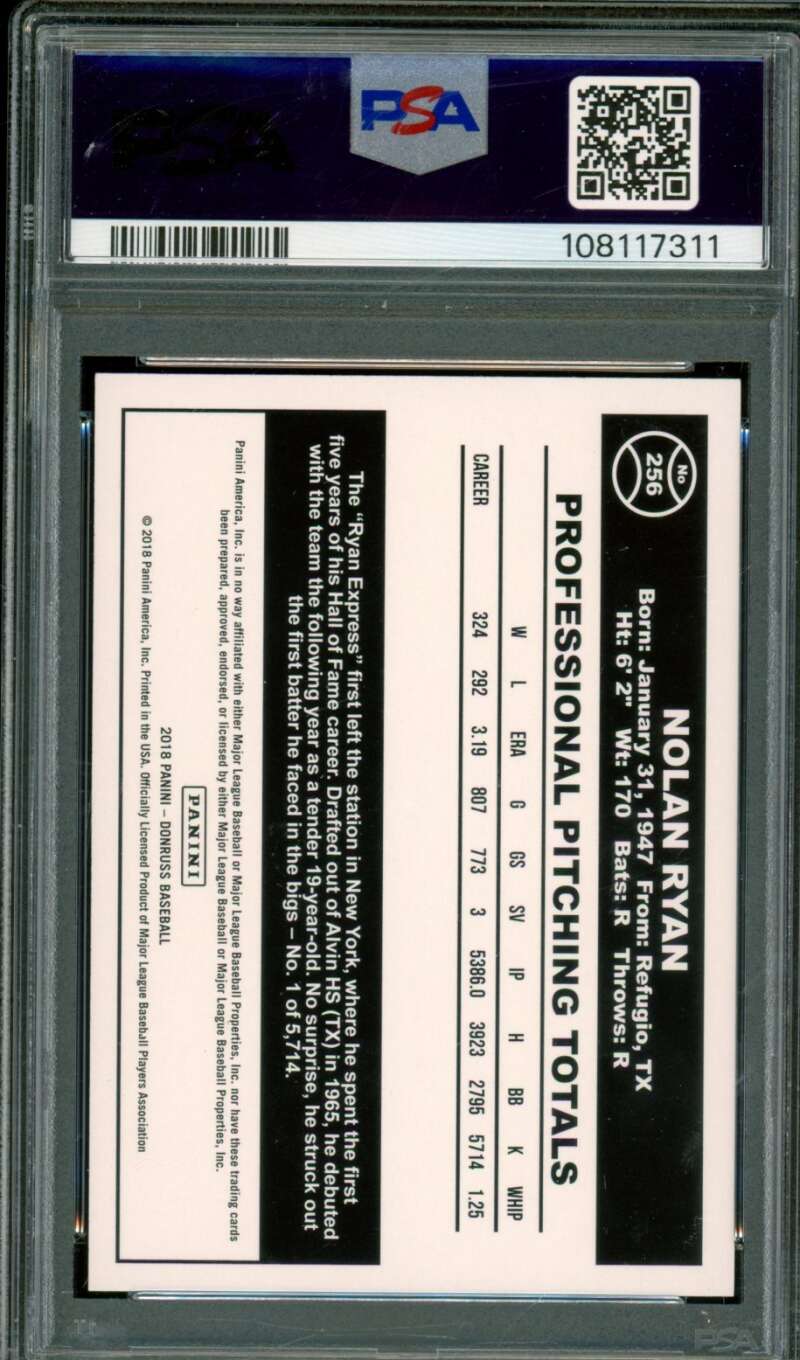 PSA
108117311
No
256
NOLAN RYAN
Born: January 31, 1947 From: Refugio, TX
Ht: 6' 2" Wt: 170 Bats: R Throws: R
PROFESSIONAL PITCHING TOTALS
W L ERA G GS SV IP H BB K WHIP
CAREER 324 292 3.19 807 773 3 5386.0 3923 2795 5714 1.25
The “Ryan Express” first left the station in New York, where he spent the first
five years of his Hall of Fame career. Drafted out of Alvin HS (TX) in 1965, he debuted
with the team the following year as a tender 19-year-old. No surprise, he struck out
the first batter he faced in the bigs – No. 1 of 5,714.
Panini America, Inc. is in no way affiliated with either Major League Baseball or Major League Baseball Properties, Inc. nor have these trading cards
been prepared, approved, endorsed, or licensed by either Major League Baseball or Major League Baseball Properties, Inc.
PANINI
2018 PANINI – DONRUSS BASEBALL
© 2018 Panini America, Inc. Printed in the USA. Officially Licensed Product of Major League Baseball Players Association
PSA